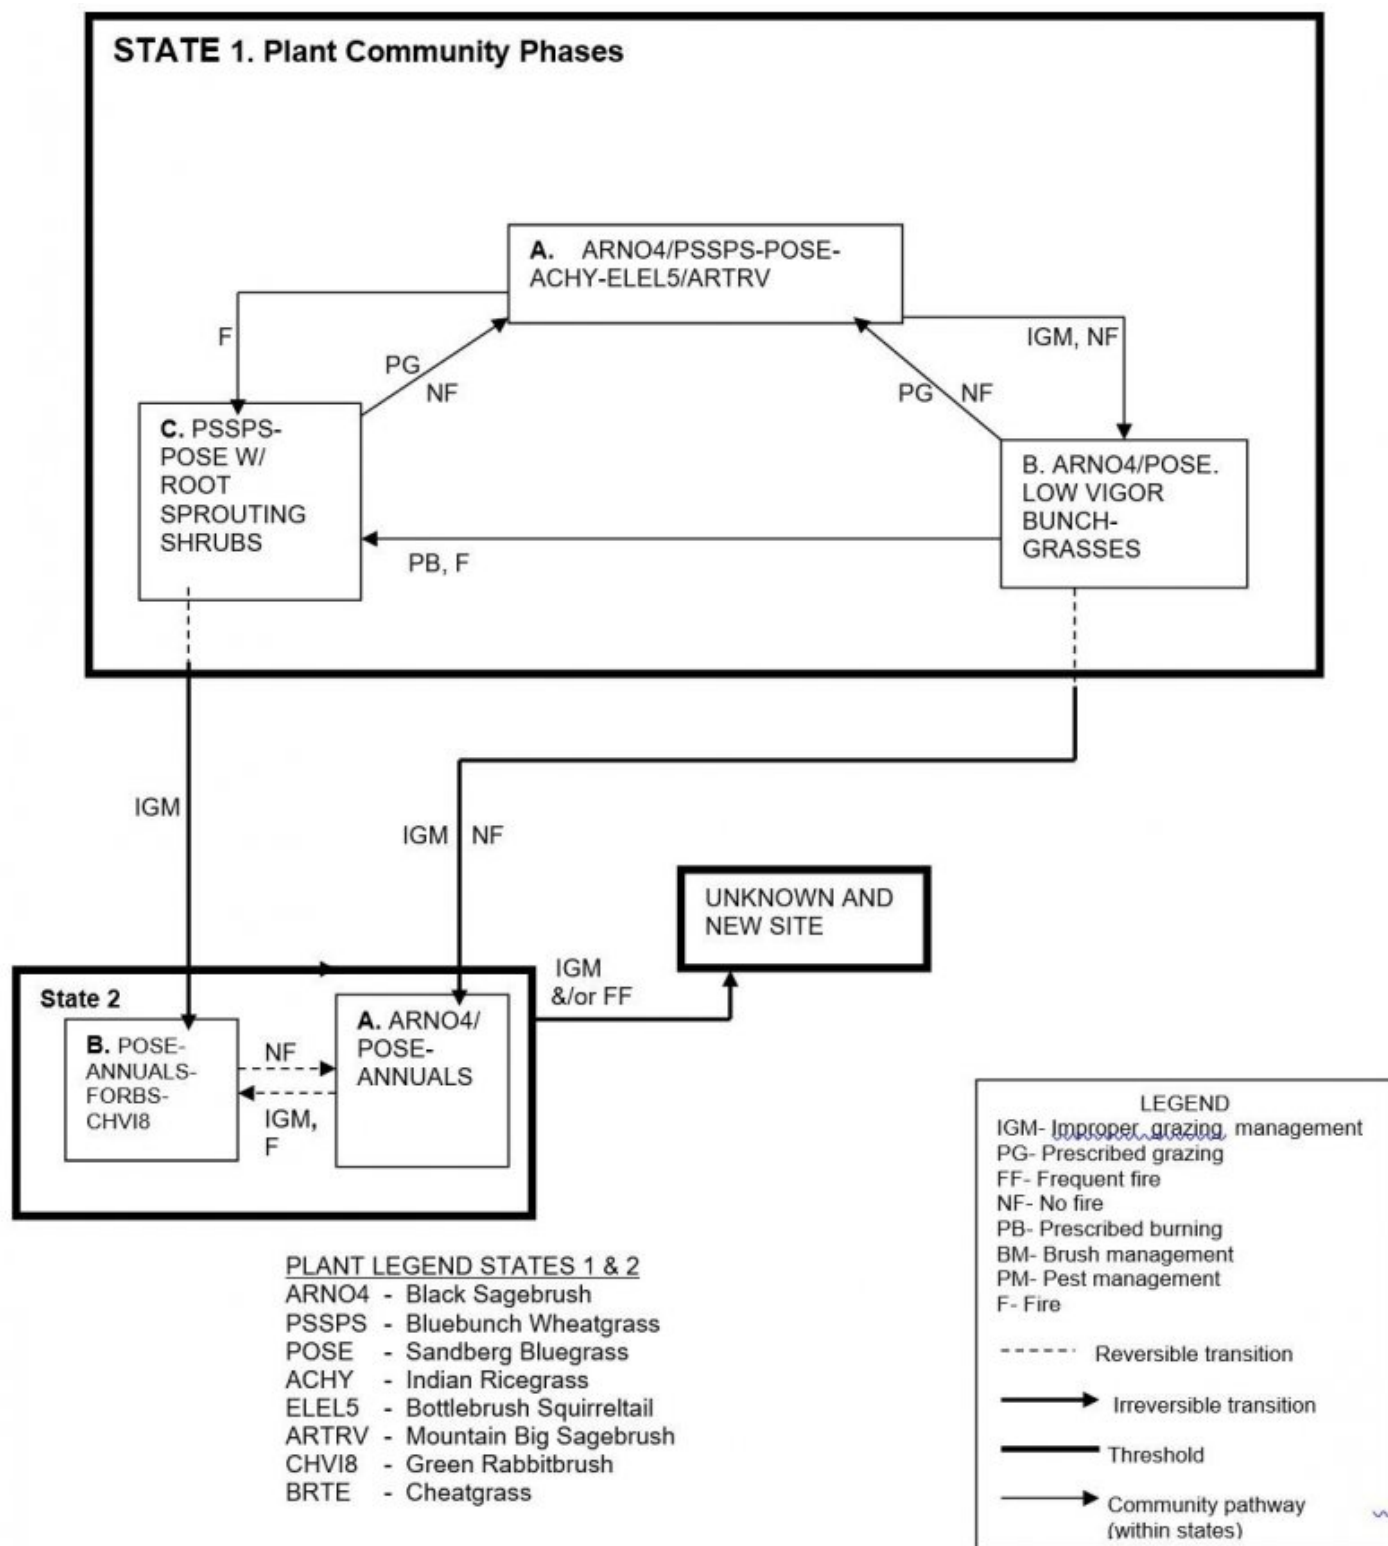 STATE 1. Plant Community Phases
A. ARNO4/PSSPS-POSE-
ACHY-ELEL5/ARTRV
F
IGM, NF
PG
NF
PG NF
C. PSSPS-
POSE W/
ROOT
SPROUTING
SHRUBS
B. ARNO4/POSE.
LOW VIGOR
BUNCH-
GRASSES
PB, F
IGM
IGM NF
UNKNOWN AND
NEW SITE
IGM
&/or FF
State 2
B. POSE-
ANNUALS-
FORBS-
CHVI8
NF
IGM,
F
A. ARNO4/
POSE-
ANNUALS
LEGEND
IGM- Improper grazing management
PG- Prescribed grazing
FF- Frequent fire
NF- No fire
PB- Prescribed burning
BM- Brush management
PM- Pest management
F- Fire
Reversible transition
Irreversible transition
Threshold
Community pathway
(within states)
PLANT LEGEND STATES 1 & 2
ARNO4 - Black Sagebrush
PSSPS - Bluebunch Wheatgrass
POSE - Sandberg Bluegrass
ACHY - Indian Ricegrass
ELEL5 - Bottlebrush Squirreltail
ARTRV - Mountain Big Sagebrush
CHVI8 - Green Rabbitbrush
BRTE - Cheatgrass